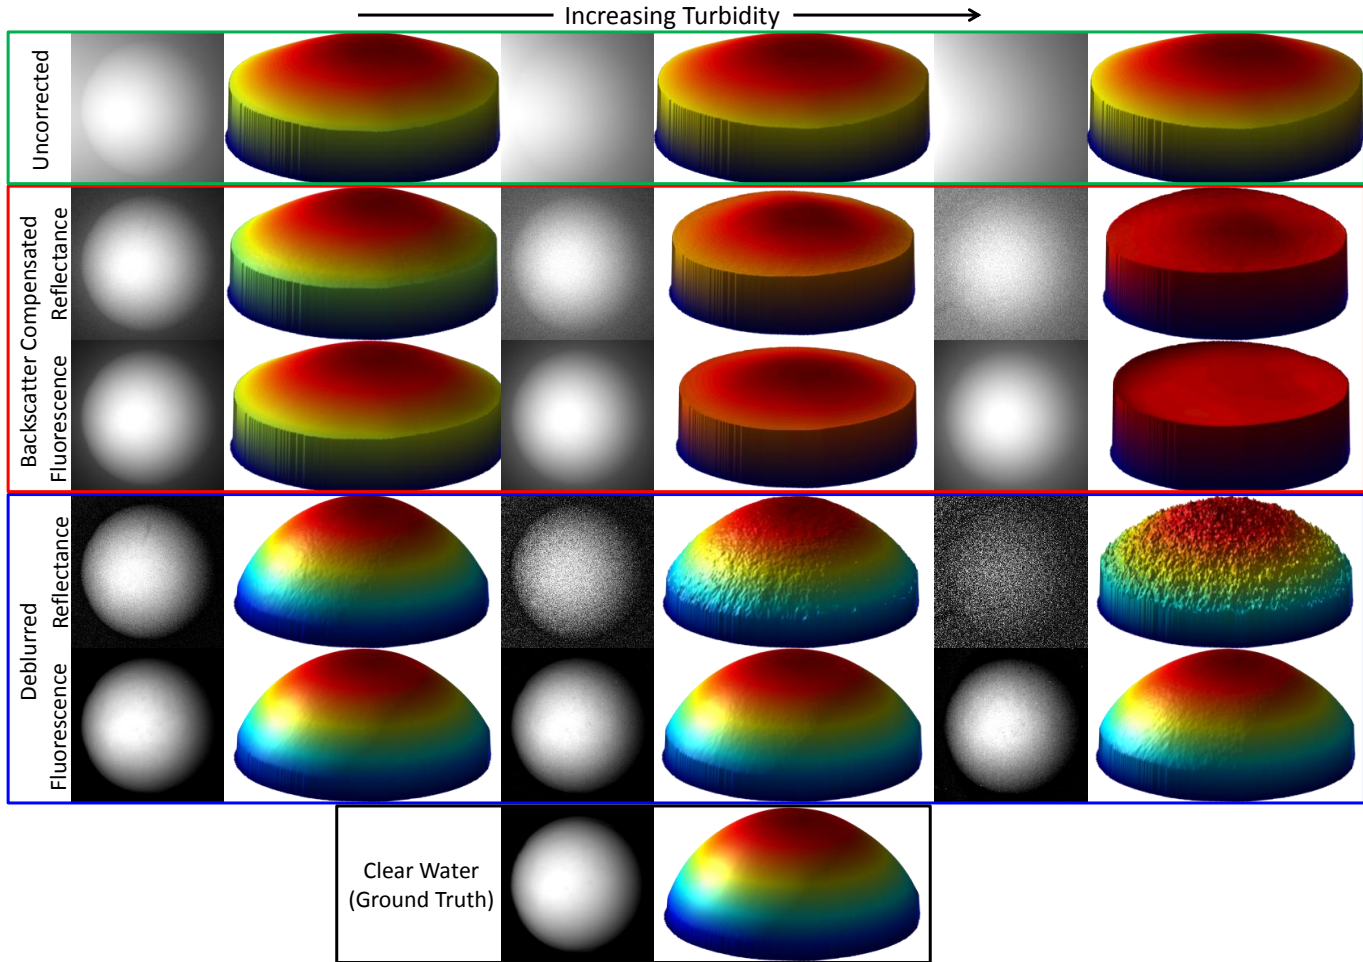 Increasing Turbidity
Uncorrected
Backscatter Compensated
Reflectance
Fluorescence
Deblurred
Reflectance
Fluorescence
Clear Water
(Ground Truth)